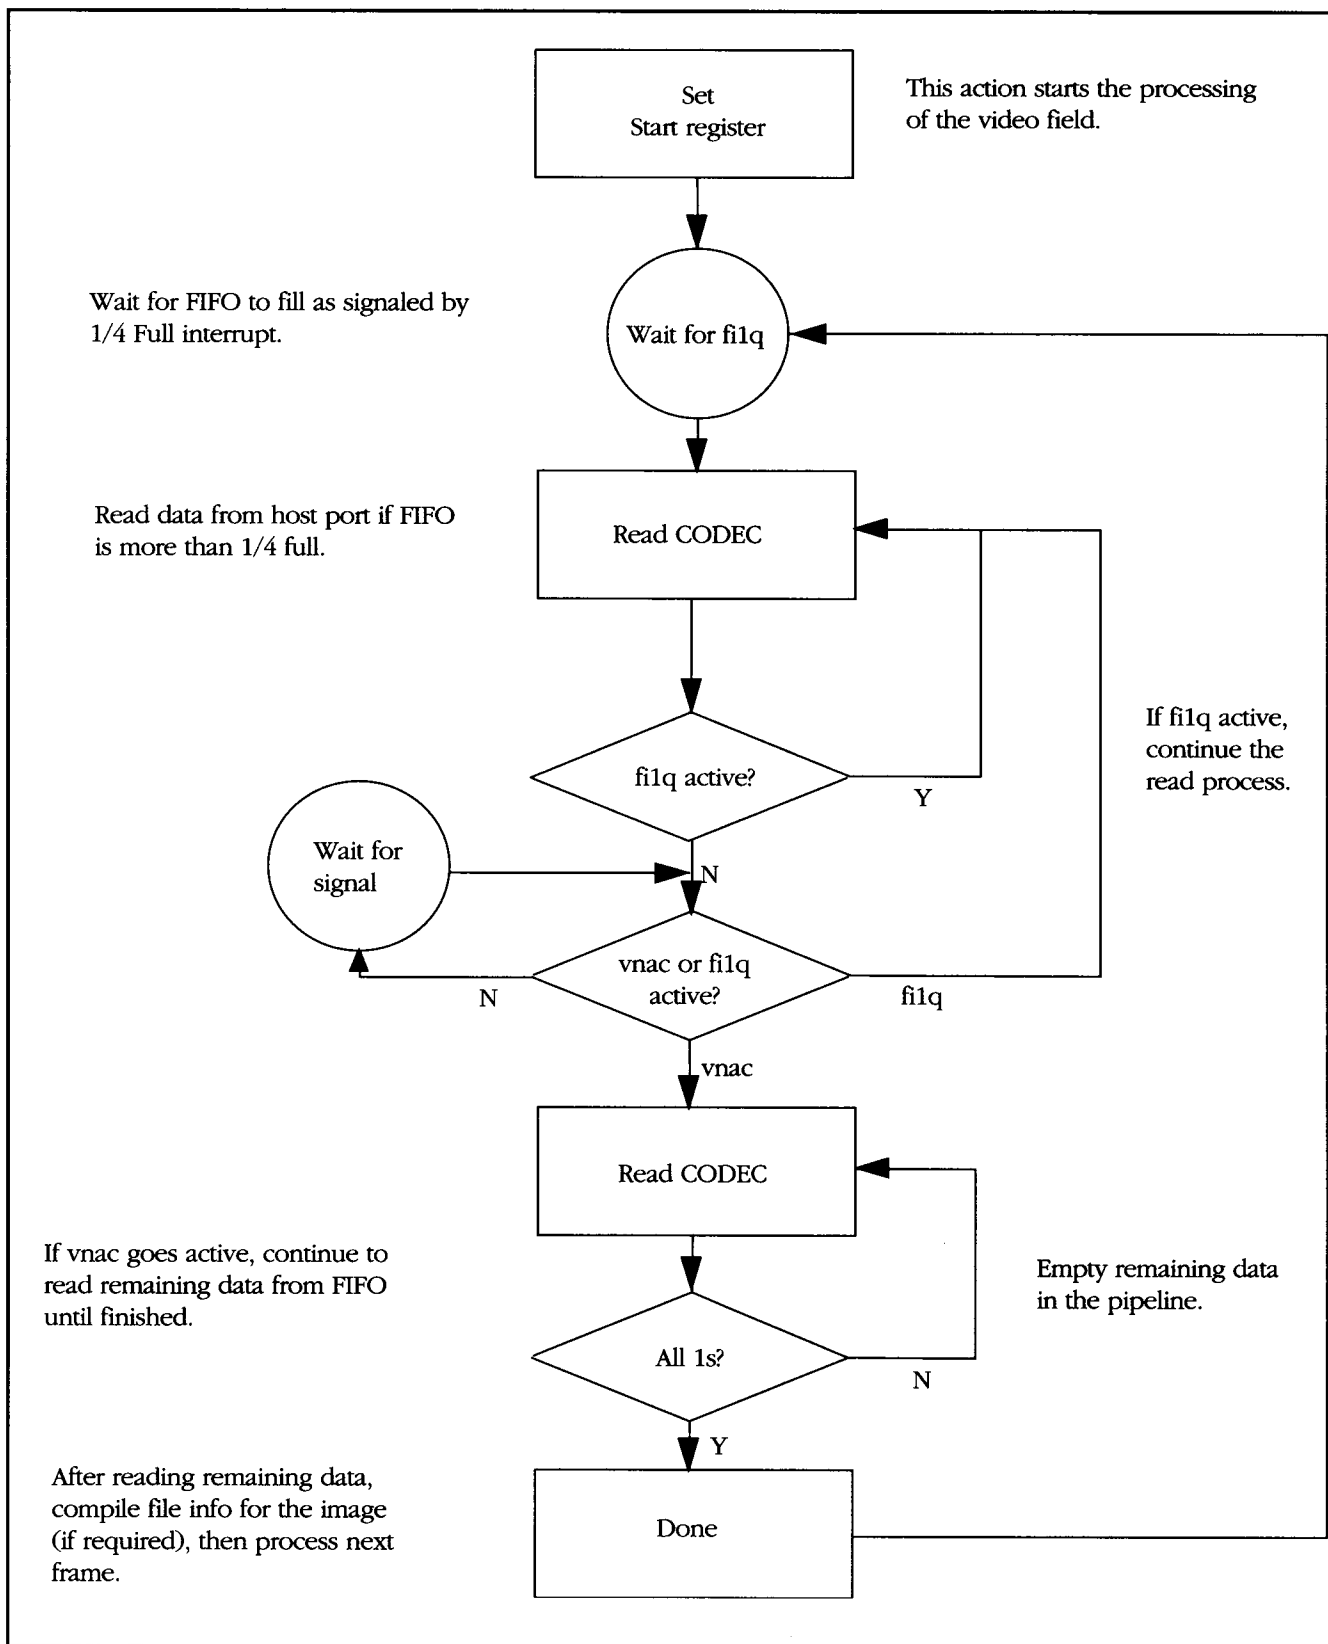 Set
Start register
This action starts the processing
of the video field.
Wait for FIFO to fill as signaled by
1/4 Full interrupt.
Wait for fi1q
Read data from host port if FIFO
is more than 1/4 full.
Read CODEC
If fi1q active,
continue the
read process.
fi1q active?
Y
Wait for
signal
N
vnac or fi1q
active?
N
fi1q
vnac
Read CODEC
If vnac goes active, continue to
read remaining data from FIFO
until finished.
Empty remaining data
in the pipeline.
All 1s?
N
Y
After reading remaining data,
compile file info for the image
(if required), then process next
frame.
Done